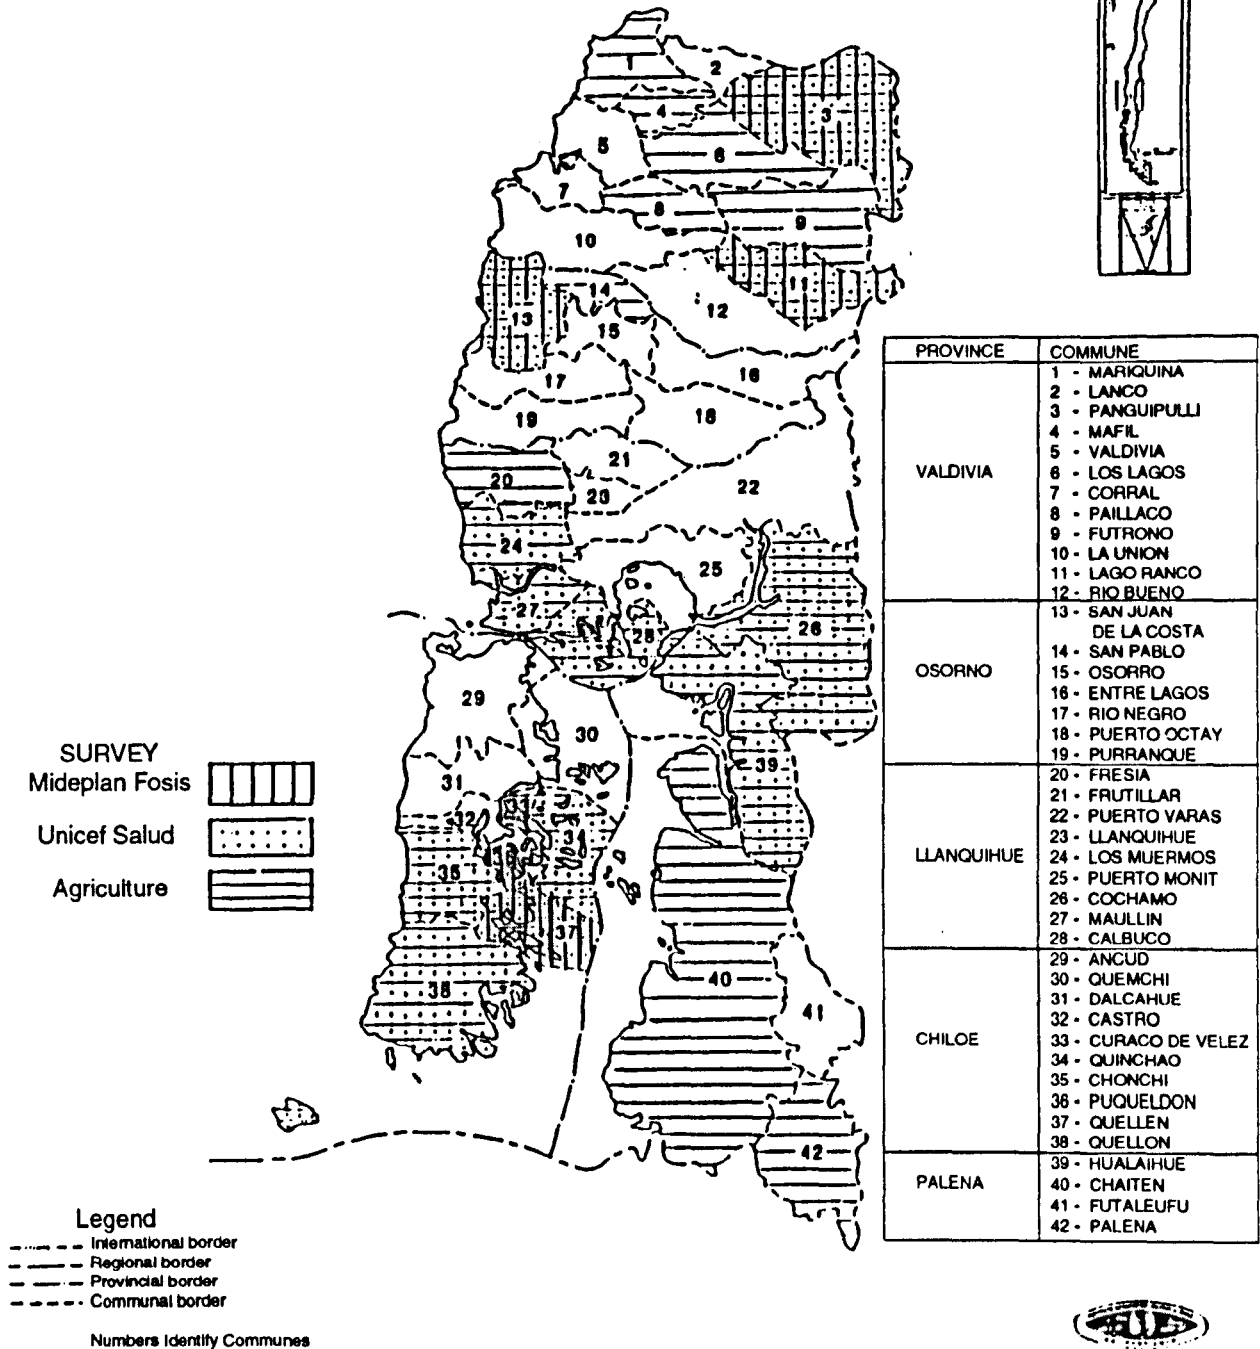 1
2
3
4
5
6
7
8
9
10
11
12
13
14
15
16
17
18
19
20
21
22
23
24
25
26
27
28
29
30
31
32
34
35
37
38
39
40
41
42
SURVEY
Mideplan Fosis
Unicef Salud
Agriculture
PROVINCE COMMUNE
VALDIVIA
1 - MARIQUINA
2 - LANCO
3 - PANGUIPULLI
4 - MAFIL
5 - VALDIVIA
6 - LOS LAGOS
7 - CORRAL
8 - PAILLACO
9 - FUTRONO
10 - LA UNION
11 - LAGO RANCO
12 - RIO BUENO
OSORNO
13 - SAN JUAN
DE LA COSTA
14 - SAN PABLO
15 - OSORRO
16 - ENTRE LAGOS
17 - RIO NEGRO
18 - PUERTO OCTAY
19 - PURRANQUE
LLANQUIHUE
20 - FRESIA
21 - FRUTILLAR
22 - PUERTO VARAS
23 - LLANQUIHUE
24 - LOS MUERMOS
25 - PUERTO MONIT
26 - COCHAMO
27 - MAULLIN
28 - CALBUCO
CHILOE
29 - ANCUD
30 - QUEMCHI
31 - DALCAHUE
32 - CASTRO
33 - CURACO DE VELEZ
34 - QUINCHAO
35 - CHONCHI
36 - PUQUELDON
37 - QUELLEN
38 - QUELLON
PALENA
39 - HUALAIHUE
40 - CHAITEN
41 - FUTALEUFU
42 - PALENA
Legend
International border
Regional border
Provincial border
Communal border
Numbers Identify Communes